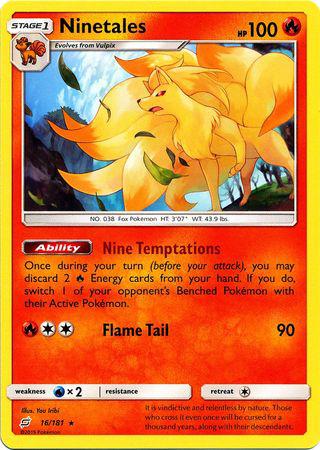 STAGE1 Ninetales HP100
Evolves from Vulpix
NO. 038 Fox Pokémon HT: 3'07" WT: 43.9 lbs.
Ability Nine Temptations
Once during your turn (before your attack), you may
discard 2 Energy cards from your hand. If you do,
switch 1 of your opponent's Benched Pokémon with
their Active Pokémon.
Flame Tail 90
weakness ×2 resistance retreat
Illus. You Iribi
16/181 ★
©2019 Pokémon
It is vindictive and relentless by nature. Those
who cross it even once will be cursed for a
thousand years, along with their descendants.